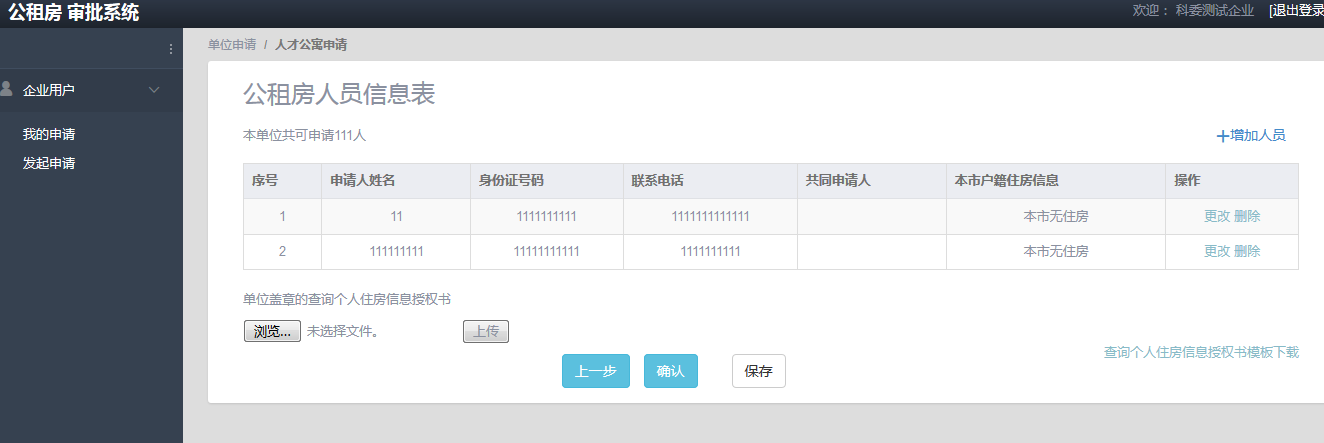 公租房 审批系统
欢迎： 科委测试企业 [退出登录
企业用户
我的申请
发起申请
单位申请 / 人才公寓申请
公租房人员信息表
本单位共可申请111人
+增加人员
序号 申请人姓名 身份证号码 联系电话 共同申请人 本市户籍住房信息 操作
1 11 1111111111 1111111111111 本市无住房 更改 删除
2 111111111 11111111111 1111111111 本市无住房 更改 删除
单位盖章的查询个人住房信息授权书
浏览... 未选择文件。 上传
查询个人住房信息授权书模板下载
上一步 确认 保存